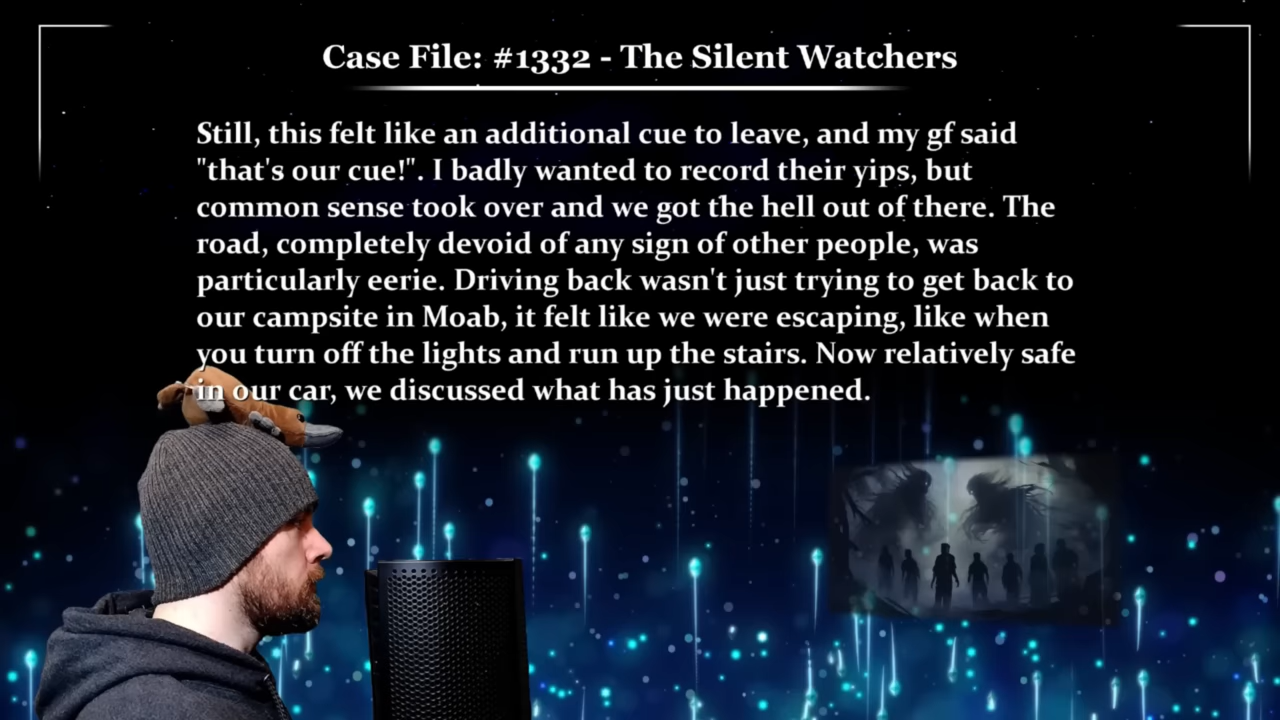 Case File: #1332 - The Silent Watchers
Still, this felt like an additional cue to leave, and my gf said
"that's our cue!". I badly wanted to record their yips, but
common sense took over and we got the hell out of there. The
road, completely devoid of any sign of other people, was
particularly eerie. Driving back wasn't just trying to get back to
our campsite in Moab, it felt like we were escaping, like when
you turn off the lights and run up the stairs. Now relatively safe
in our car, we discussed what has just happened.